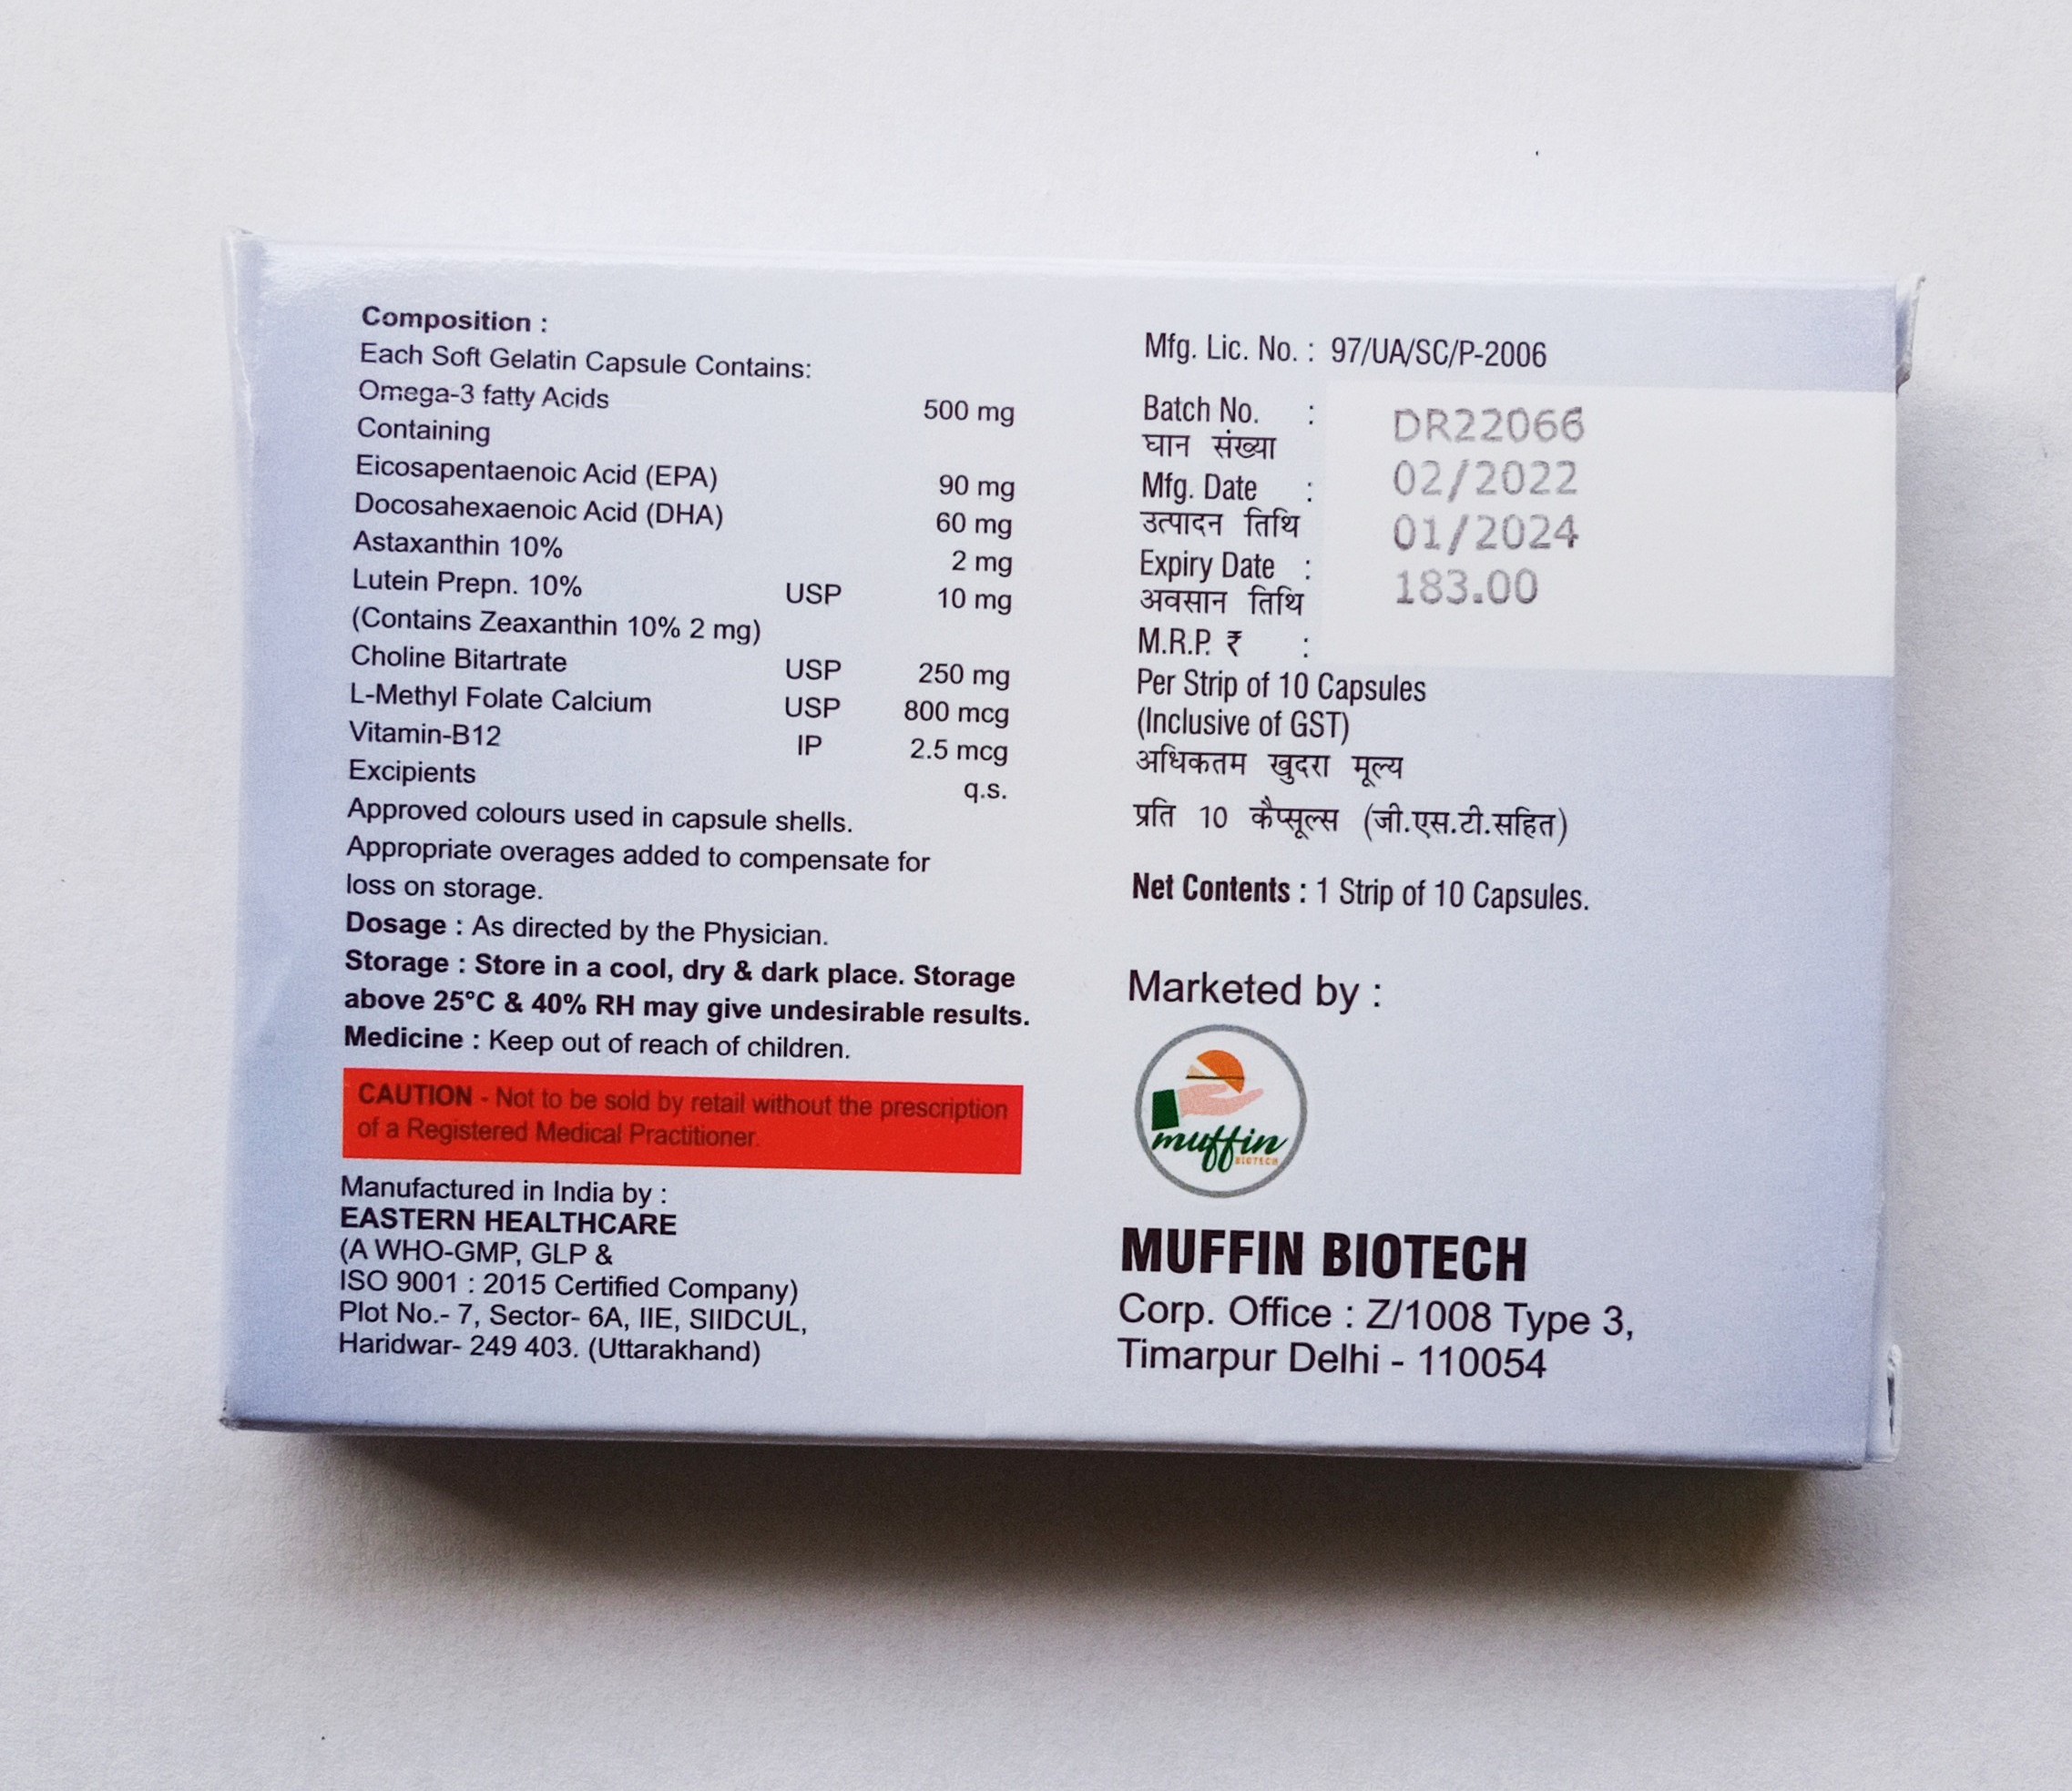 Composition :
Each Soft Gelatin Capsule Contains:
Omega-3 fatty Acids 500 mg
Containing
Eicosapentaenoic Acid (EPA) 90 mg
Docosahexaenoic Acid (DHA) 60 mg
Astaxanthin 10% 2 mg
Lutein Prepn. 10% USP 10 mg
(Contains Zeaxanthin 10% 2 mg)
Choline Bitartrate USP 250 mg
L-Methyl Folate Calcium USP 800 mcg
Vitamin-B12 IP 2.5 mcg
Excipients q.s.
Approved colours used in capsule shells.
Appropriate overages added to compensate for
loss on storage.
Dosage : As directed by the Physician.
Storage : Store in a cool, dry & dark place. Storage
above 25°C & 40% RH may give undesirable results.
Medicine : Keep out of reach of children.
CAUTION - Not to be sold by retail without the prescription
of a Registered Medical Practitioner.
Manufactured in India by :
EASTERN HEALTHCARE
(A WHO-GMP, GLP &
ISO 9001 : 2015 Certified Company)
Plot No.- 7, Sector- 6A, IIE, SIIDCUL,
Haridwar- 249 403. (Uttarakhand)
Mfg. Lic. No. : 97/UA/SC/P-2006
Batch No. : DR22066
घान संख्या
Mfg. Date : 02/2022
उत्पादन तिथि
Expiry Date : 01/2024
अवसान तिथि
M.R.P. ₹ : 183.00
Per Strip of 10 Capsules
(Inclusive of GST)
अधिकतम खुदरा मूल्य
प्रति 10 कैप्सूल्स (जी.एस.टी.सहित)
Net Contents : 1 Strip of 10 Capsules.
Marketed by :
muffin
BIOTECH
MUFFIN BIOTECH
Corp. Office : Z/1008 Type 3,
Timarpur Delhi - 110054